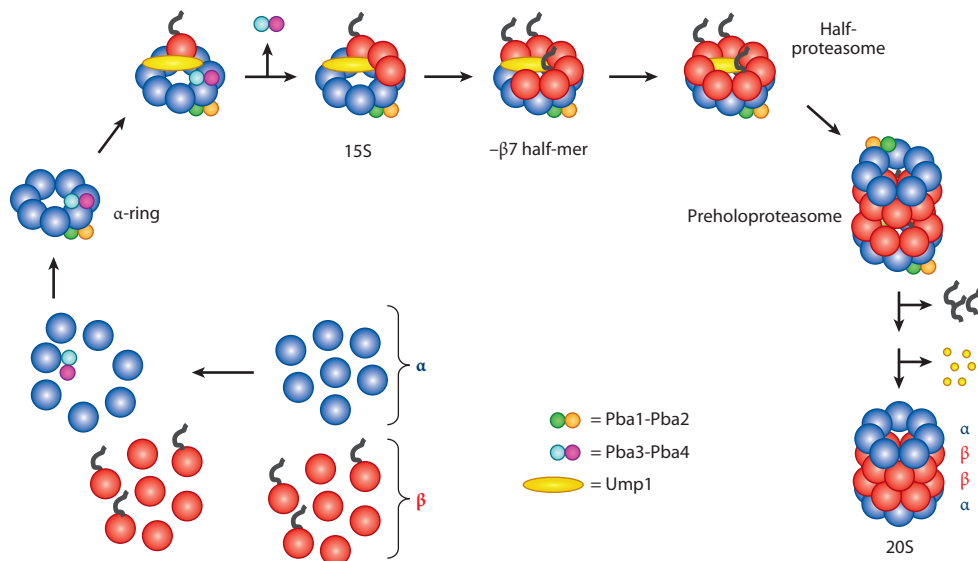 Half-
proteasome
15S
–β7 half-mer
Preholoproteasome
α-ring
α
β
= Pba1-Pba2
= Pba3-Pba4
= Ump1
α
β
β
α
20S